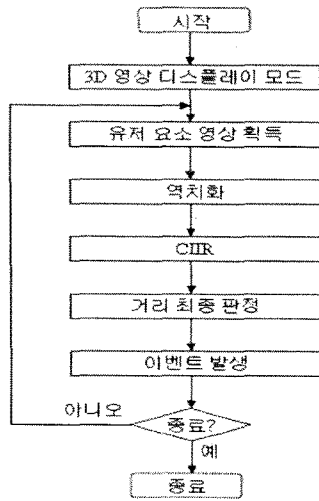 시작
3D 영상 디스플레이 모드
유저 요소 영상 획득
역치화
CIIR
거리 최종 판정
이벤트 발생
아니오
종료?
예
종료